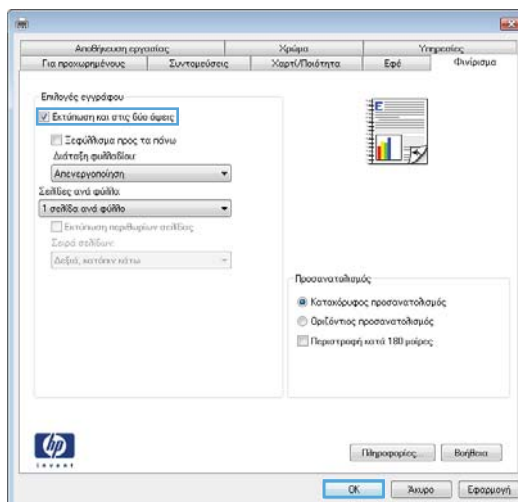 Αποθήκευση εργασίας Χρώμα Υπηρεσίες
Για προχωρημένους Συντομεύσεις Χαρτί/Ποιότητα Εφέ Φινίρισμα
Επιλογές εγγράφου
Εκτύπωση και στις δύο όψεις
Ξεφύλλισμα προς τα πάνω
Διάταξη φυλλαδίου:
Απενεργοποίηση
Σελίδες ανά φύλλο:
1 σελίδα ανά φύλλο
Εκτύπωση περιθωρίων σελίδας
Σειρά σελίδων:
Δεξιά, κατόπιν κάτω
E
Προσανατολισμός
Κατακόρυφος προσανατολισμός
Οριζόντιος προσανατολισμός
Περιστροφή κατά 180 μοίρες
hp
invent
Πληροφορίες... Βοήθεια
OK Άκυρο Εφαρμογή